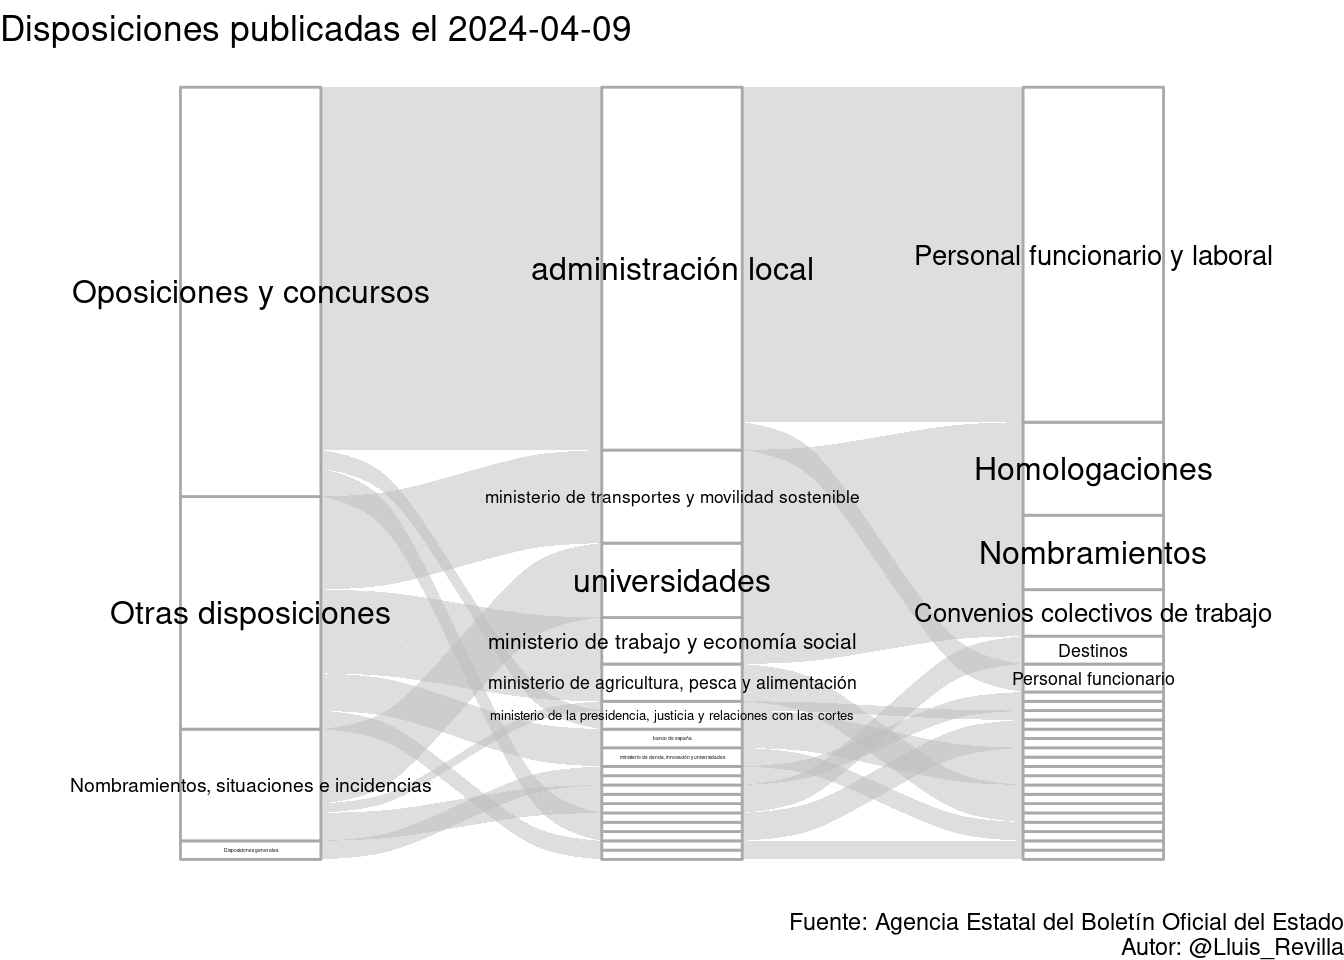 Disposiciones publicadas el 2024-04-09
Oposiciones y concursos
Otras disposiciones
Nombramientos, situaciones e incidencias
Disposiciones generales
administración local
ministerio de transportes y movilidad sostenible
universidades
ministerio de trabajo y economía social
ministerio de agricultura, pesca y alimentación
ministerio de la presidencia, justicia y relaciones con las cortes
banco de españa
ministerio de ciencia, innovación y universidades
Personal funcionario y laboral
Homologaciones
Nombramientos
Convenios colectivos de trabajo
Destinos
Personal funcionario
Fuente: Agencia Estatal del Boletín Oficial del Estado
Autor: @Lluis_Revilla